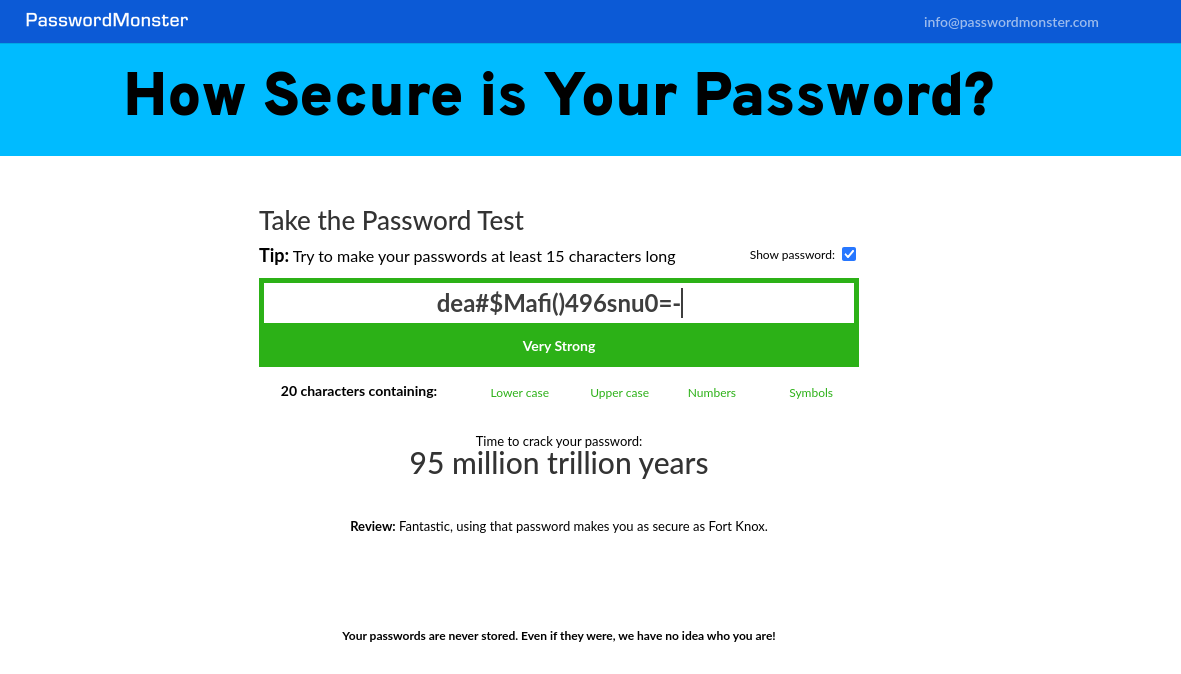 PasswordMonster
info@passwordmonster.com
How Secure is Your Password?
Take the Password Test
Tip: Try to make your passwords at least 15 characters long
Show password:
dea#$Mafi()496snu0=-
Very Strong
20 characters containing:
Lower case
Upper case
Numbers
Symbols
Time to crack your password:
95 million trillion years
Review: Fantastic, using that password makes you as secure as Fort Knox.
Your passwords are never stored. Even if they were, we have no idea who you are!